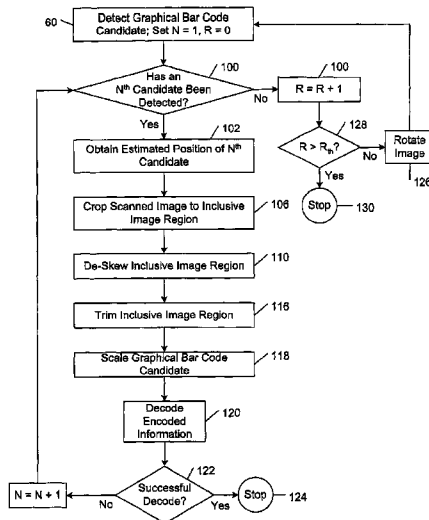 60
Detect Graphical Bar Code
Candidate; Set N = 1, R = 0
100
Has an
Nth Candidate Been
Detected?
No
Yes
100
R = R + 1
128
R > Rth?
No
Yes
Rotate
Image
126
Stop
130
102
Obtain Estimated Position of Nth
Candidate
Crop Scanned Image to Inclusive
Image Region
106
De-Skew Inclusive Image Region
110
Trim Inclusive Image Region
116
Scale Graphical Bar Code
Candidate
118
Decode
Encoded
Information
120
122
Successful
Decode?
No
Yes
N = N + 1
Stop
124